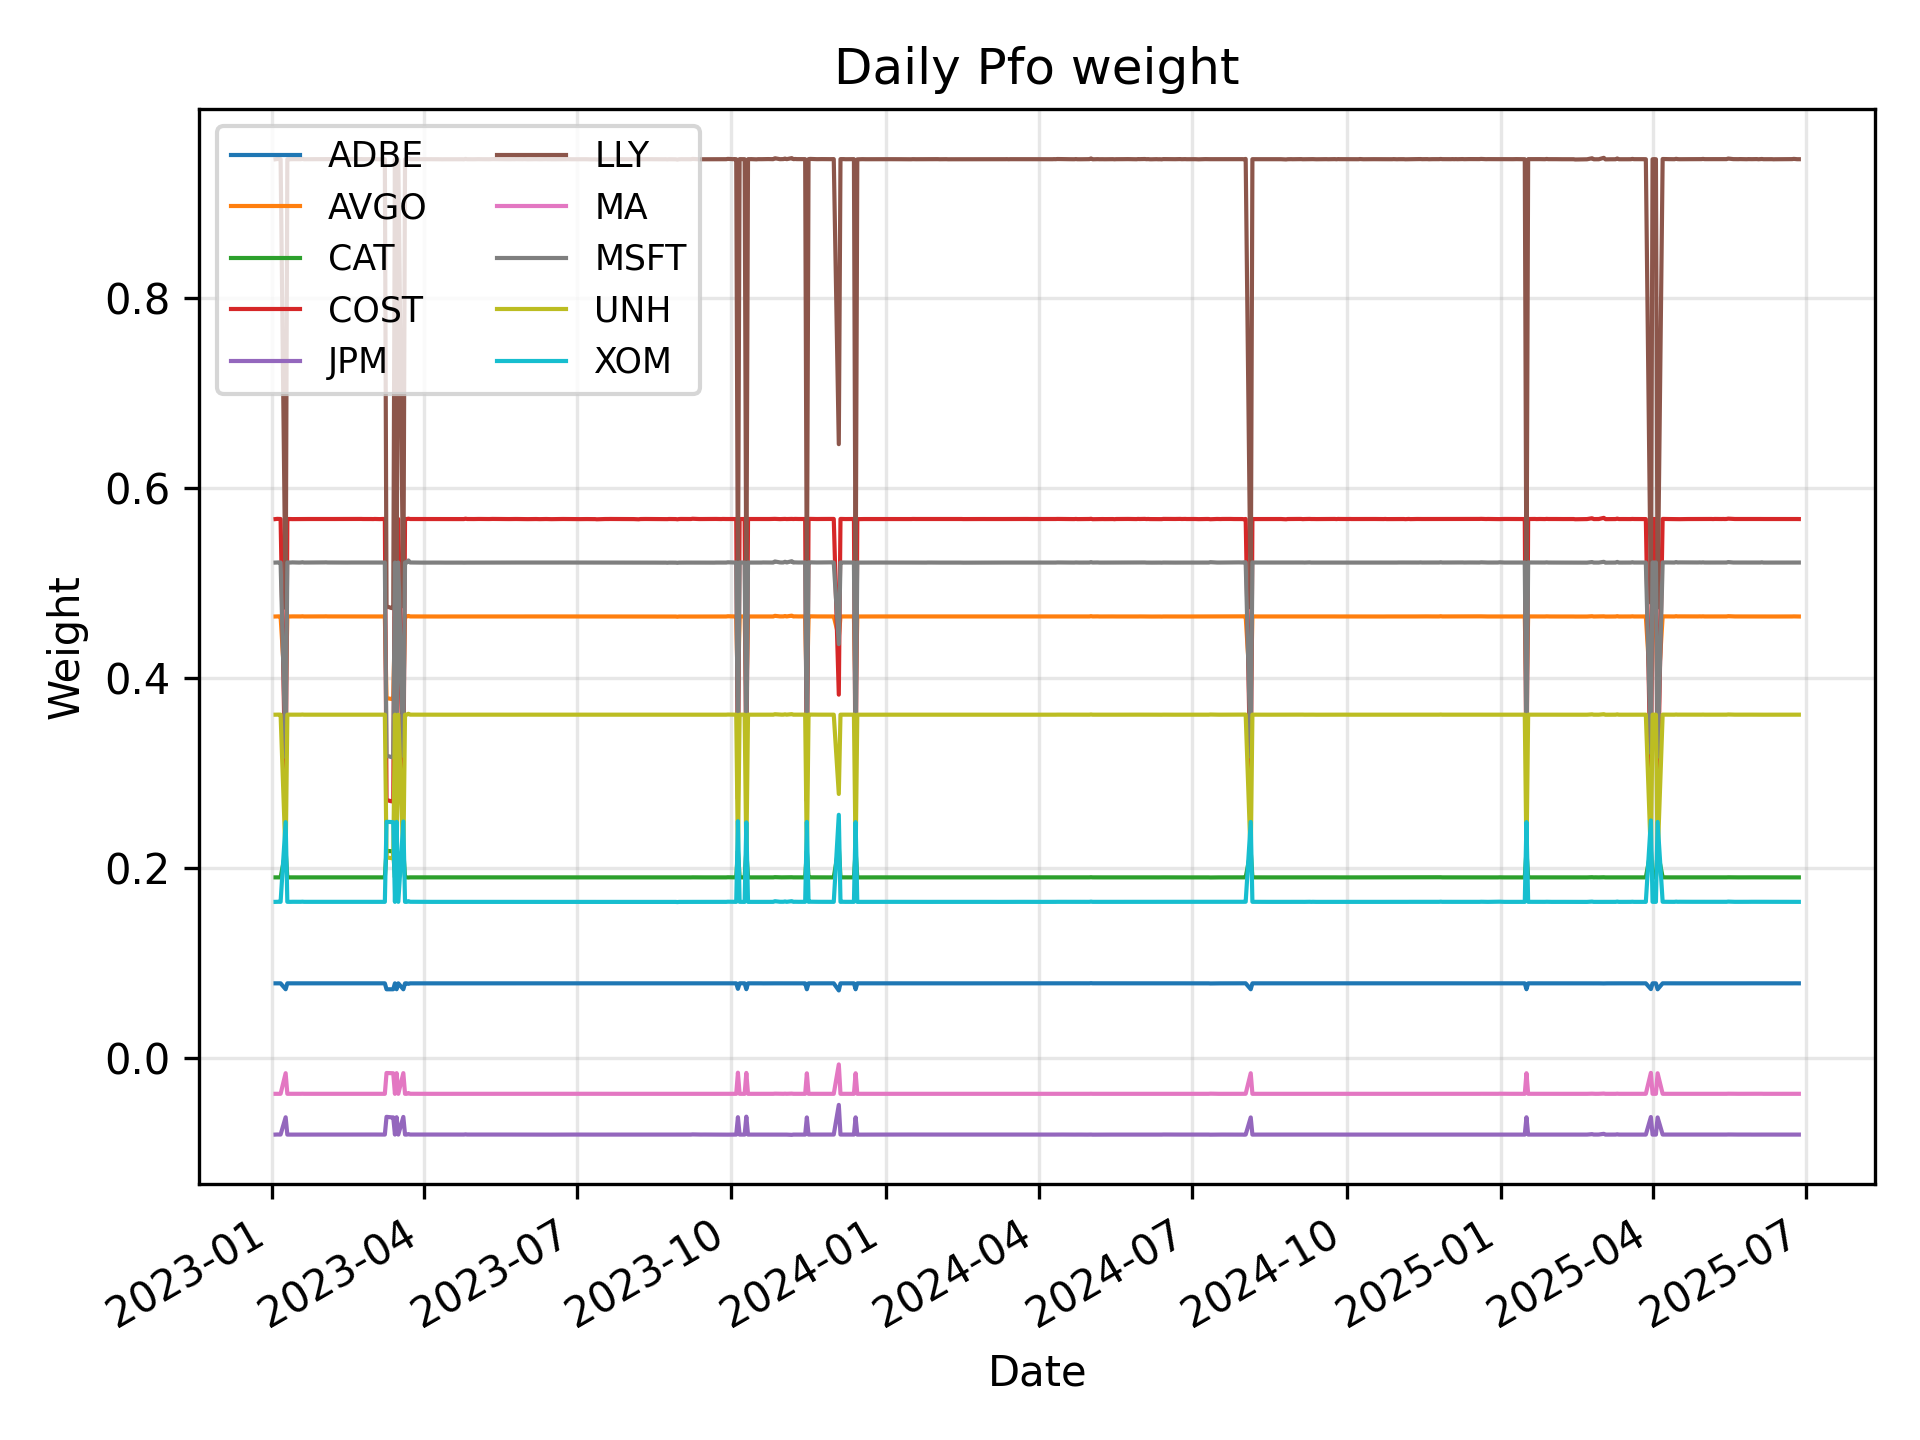 Daily Pfo weight
ADBE
AVGO
CAT
COST
JPM
LLY
MA
MSFT
UNH
XOM
Weight
0.8
0.6
0.4
0.2
0.0
2023-01
2023-04
2023-07
2023-10
2024-01
2024-04
2024-07
2024-10
2025-01
2025-04
2025-07
Date